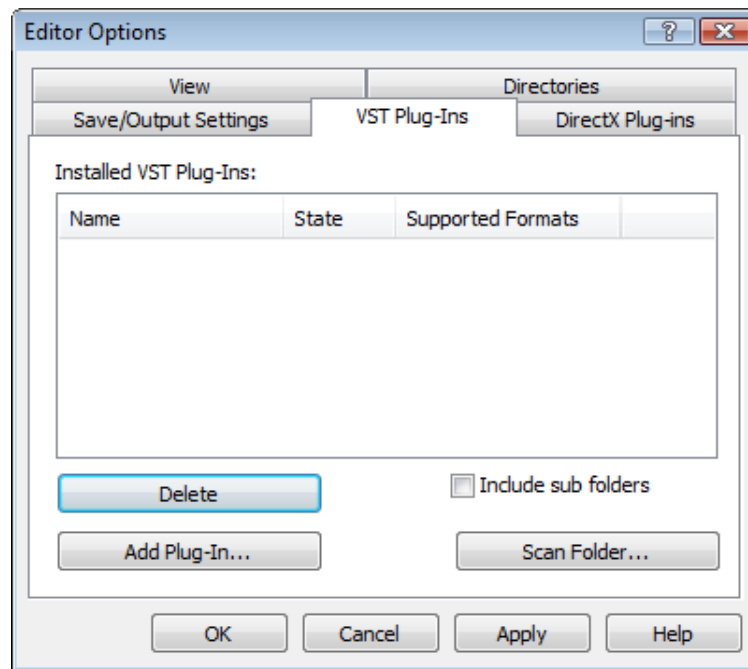 Editor Options
View Directories
Save/Output Settings VST Plug-Ins DirectX Plug-ins
Installed VST Plug-Ins:
Name State Supported Formats
Delete Include sub folders
Add Plug-In... Scan Folder...
OK Cancel Apply Help